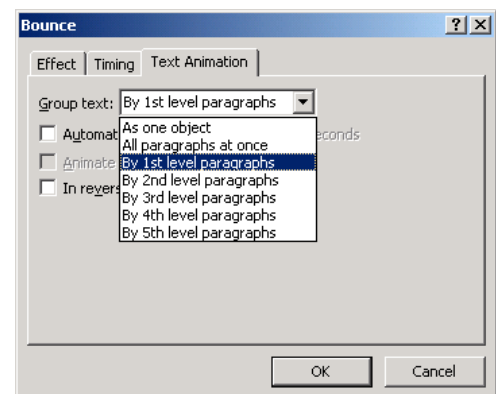 Bounce
Effect Timing Text Animation
Group text: By 1st level paragraphs
Automat
As one object
All paragraphs at once
By 1st level paragraphs
By 2nd level paragraphs
By 3rd level paragraphs
By 4th level paragraphs
By 5th level paragraphs
econds
Animate
In revers
OK Cancel